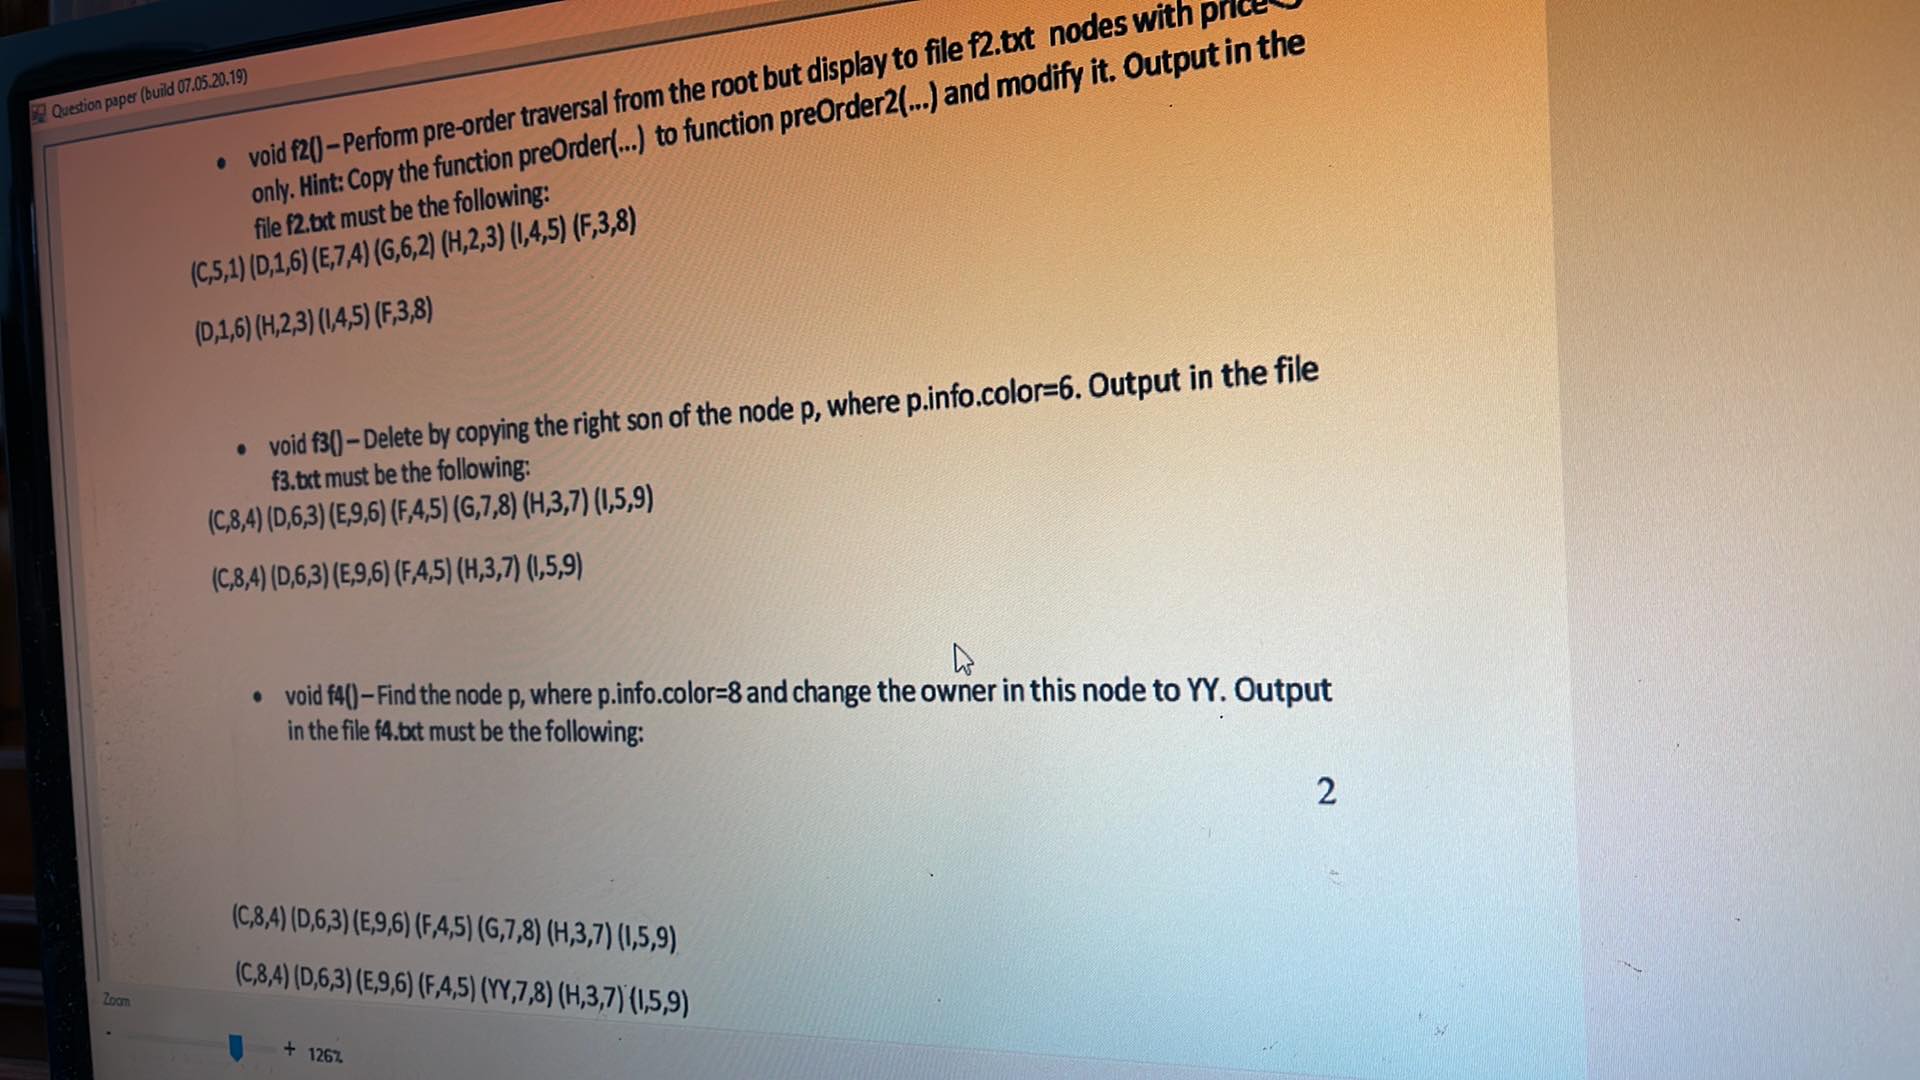 Question paper (build 07.05.20.19)
• void f2() – Perform pre-order traversal from the root but display to file f2.txt nodes with price
only. Hint: Copy the function preOrder(...) to function preOrder2(...) and modify it. Output in the
file f2.txt must be the following:
(C,5,1) (D,1,6) (E,7,4) (G,6,2) (H,2,3) (I,4,5) (F,3,8)
(D,1,6) (H,2,3) (I,4,5) (F,3,8)
• void f3() – Delete by copying the right son of the node p, where p.info.color=6. Output in the file
f3.txt must be the following:
(C,8,4) (D,6,3) (E,9,6) (F,4,5) (G,7,8) (H,3,7) (I,5,9)
(C,8,4) (D,6,3) (E,9,6) (F,4,5) (H,3,7) (I,5,9)
• void f4() – Find the node p, where p.info.color=8 and change the owner in this node to YY. Output
in the file f4.txt must be the following:
2
(C,8,4) (D,6,3) (E,9,6) (F,4,5) (G,7,8) (H,3,7) (I,5,9)
(C,8,4) (D,6,3) (E,9,6) (F,4,5) (YY,7,8) (H,3,7) (I,5,9)
Zoom
- + 126%